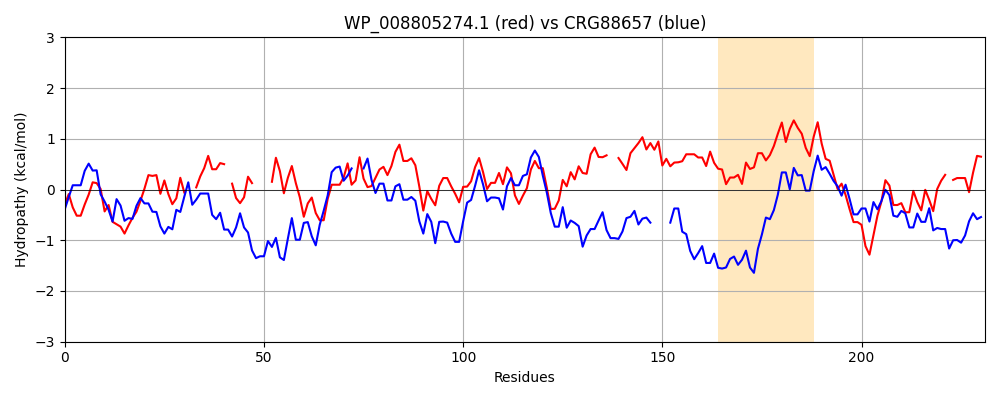 WP_008805274.1 (red) vs CRG88657 (blue)
3
2
1
0
−1
−2
−3
Hydropathy (kcal/mol)
0 50 100 150 200
Residues